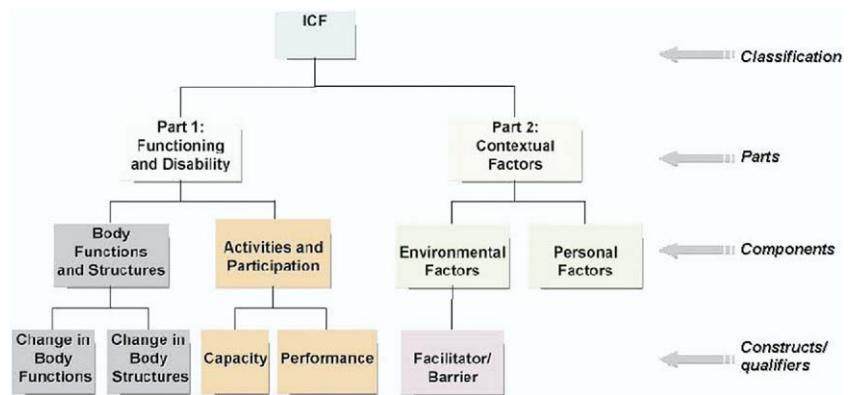 ICF
Classification
Part 1:
Functioning
and Disability
Part 2:
Contextual
Factors
Parts
Body
Functions
and Structures
Activities and
Participation
Environmental
Factors
Personal
Factors
Components
Change in
Body
Functions
Change in
Body
Structures
Capacity
Performance
Facilitator/
Barrier
Constructs/
qualifiers